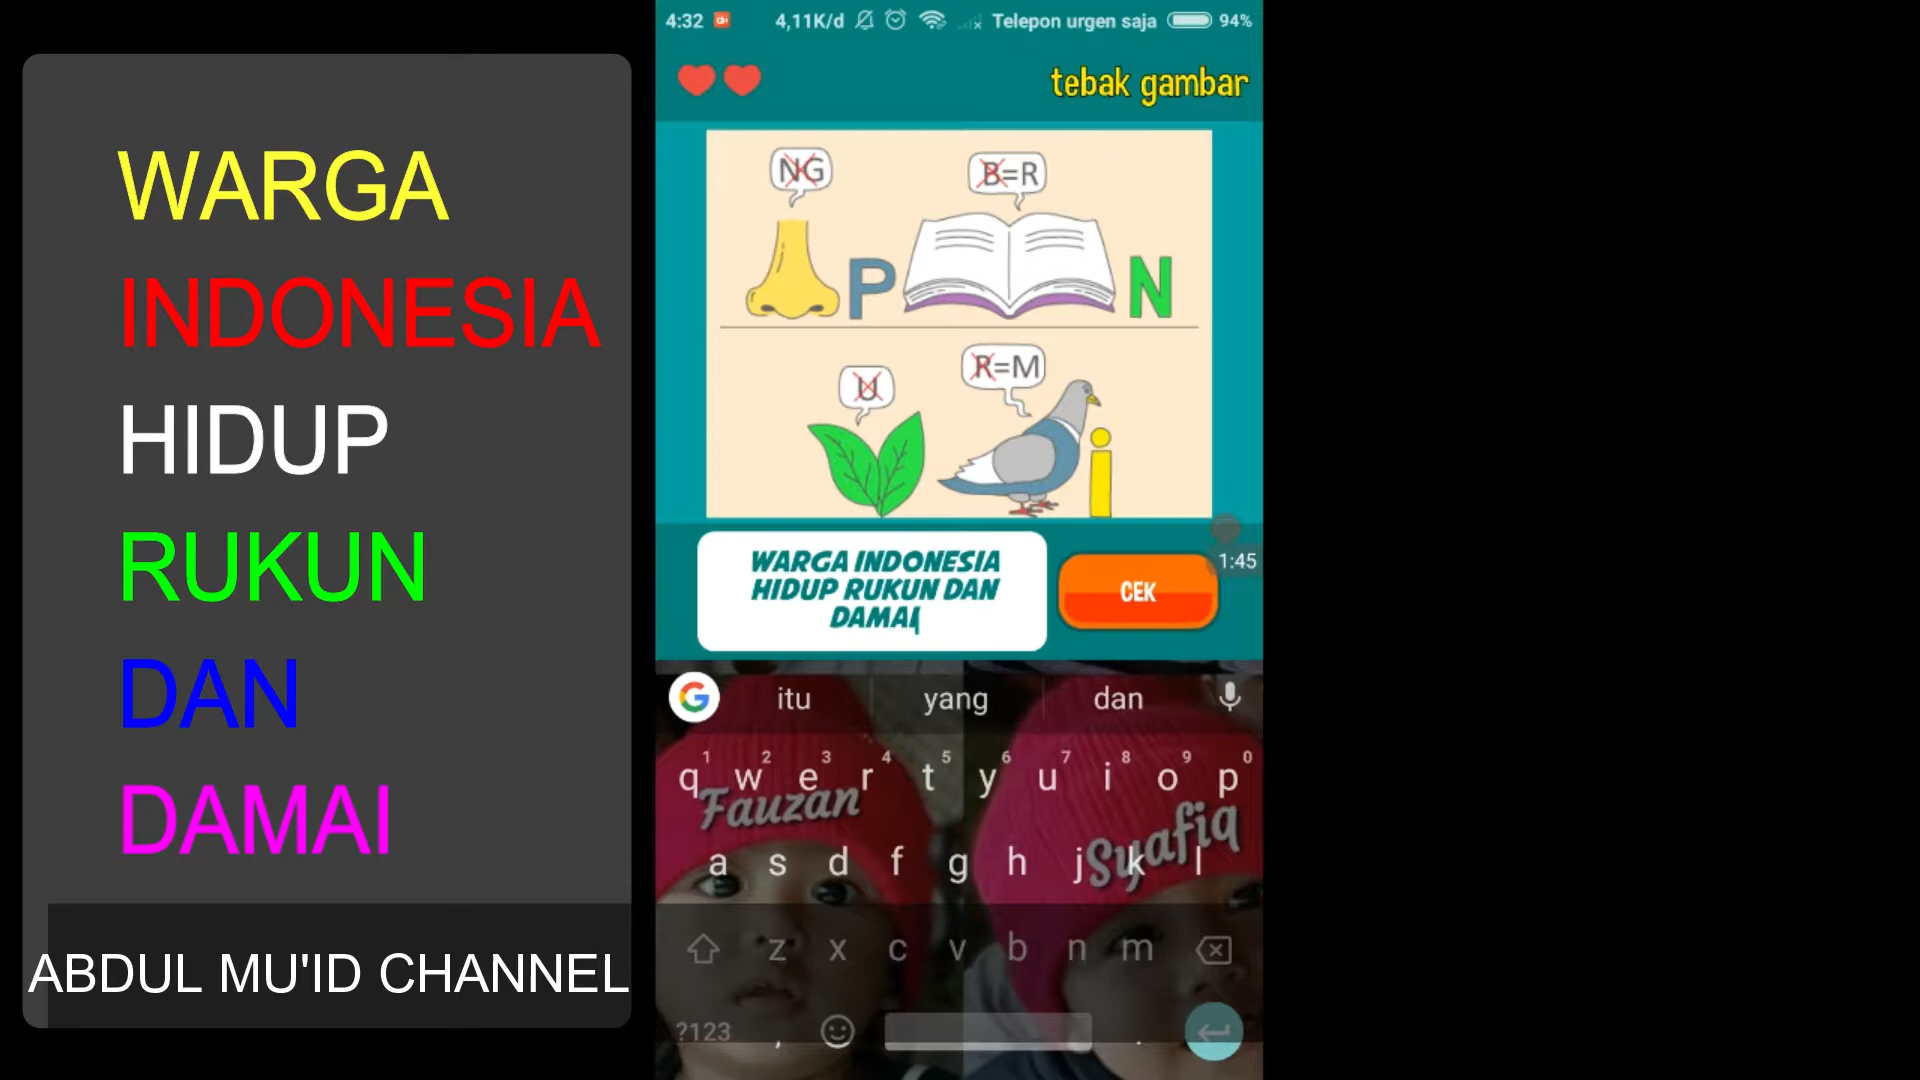 WARGA
INDONESIA
HIDUP
RUKUN
DAN
DAMAI
ABDUL MU'ID CHANNEL
4:32 4,11K/d Telepon urgen saja 94%
tebak gambar
NG B=R
P N
U R=M
i
WARGA INDONESIA
HIDUP RUKUN DAN
DAMAI
CEK
1:45
itu yang dan
1 2 3 4 5 6 7 8 9 0
q w e r t y u i o p
Fauzan Syafiq
a s d f g h j k l
z x c v b n m
?123 , .